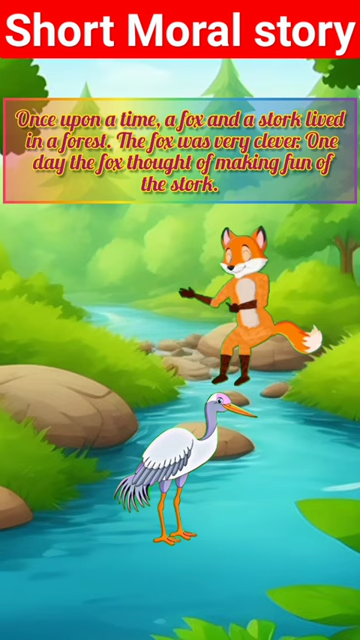 Short Moral story
Once upon a time, a fox and a stork lived
in a forest. The fox was very clever. One
day the fox thought of making fun of
the stork.